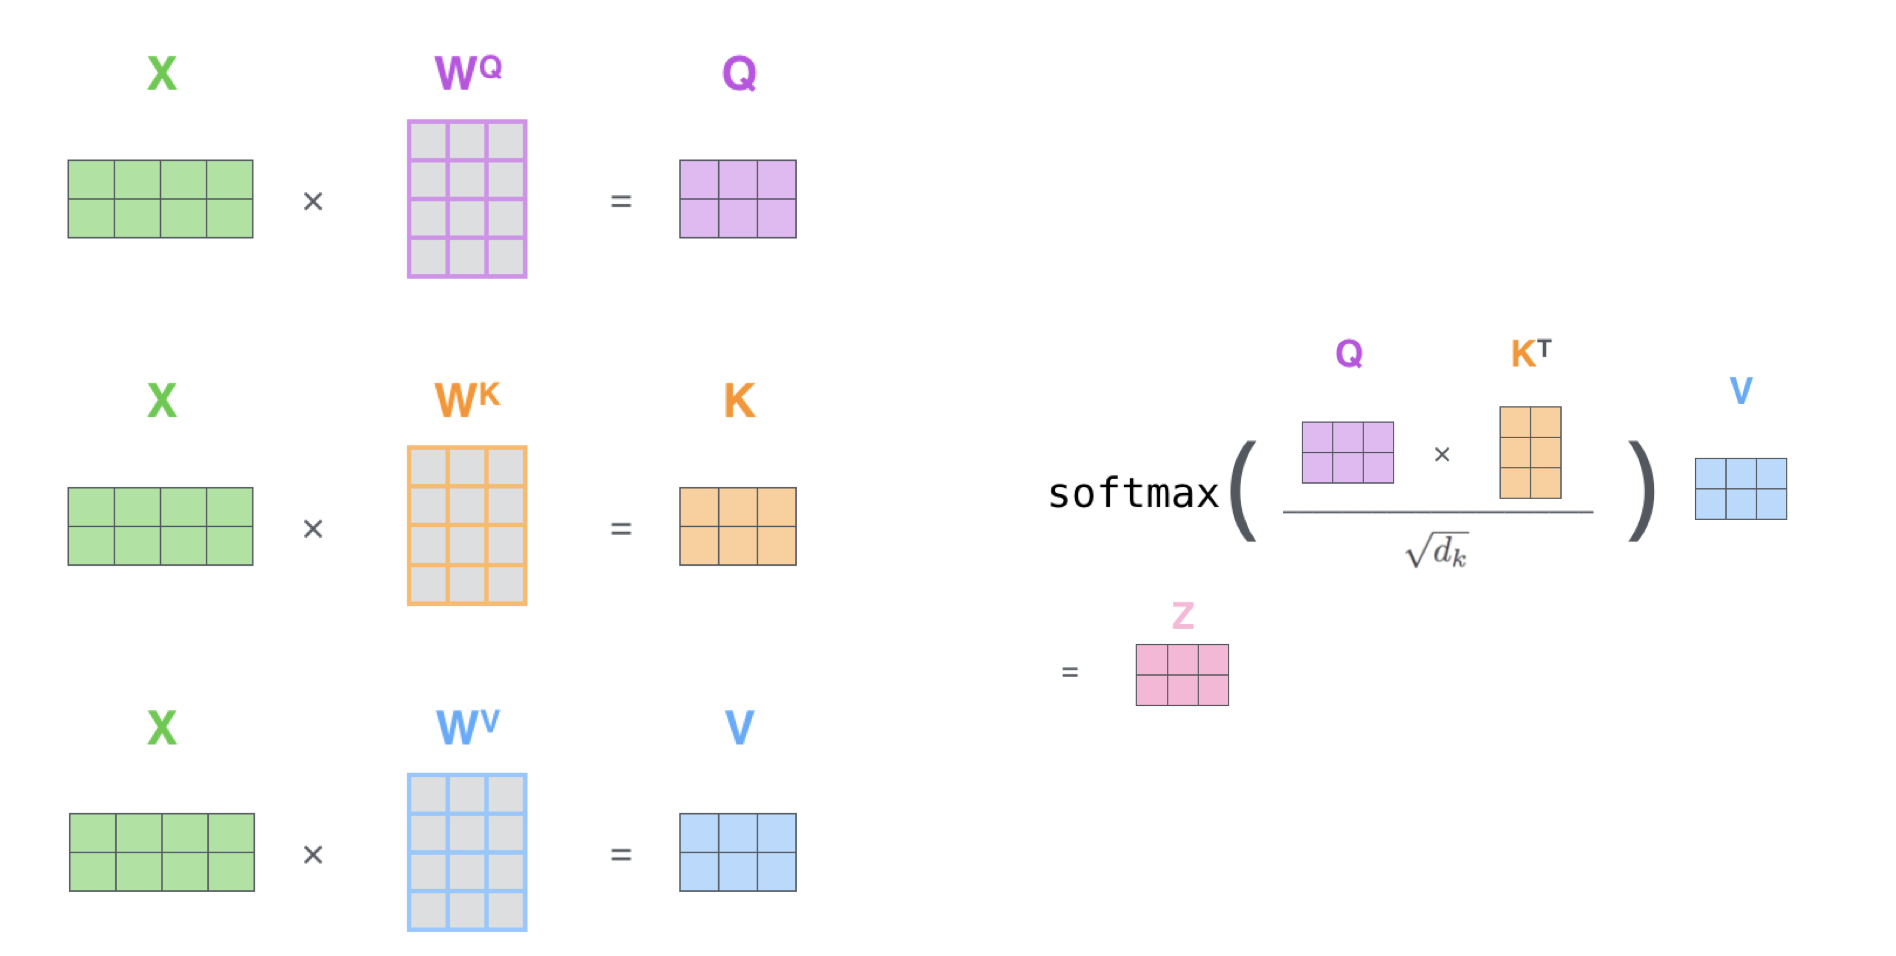 X × W^Q = Q
X × W^K = K
X × W^V = V
softmax( Q × K^T / √d_k ) V
= Z